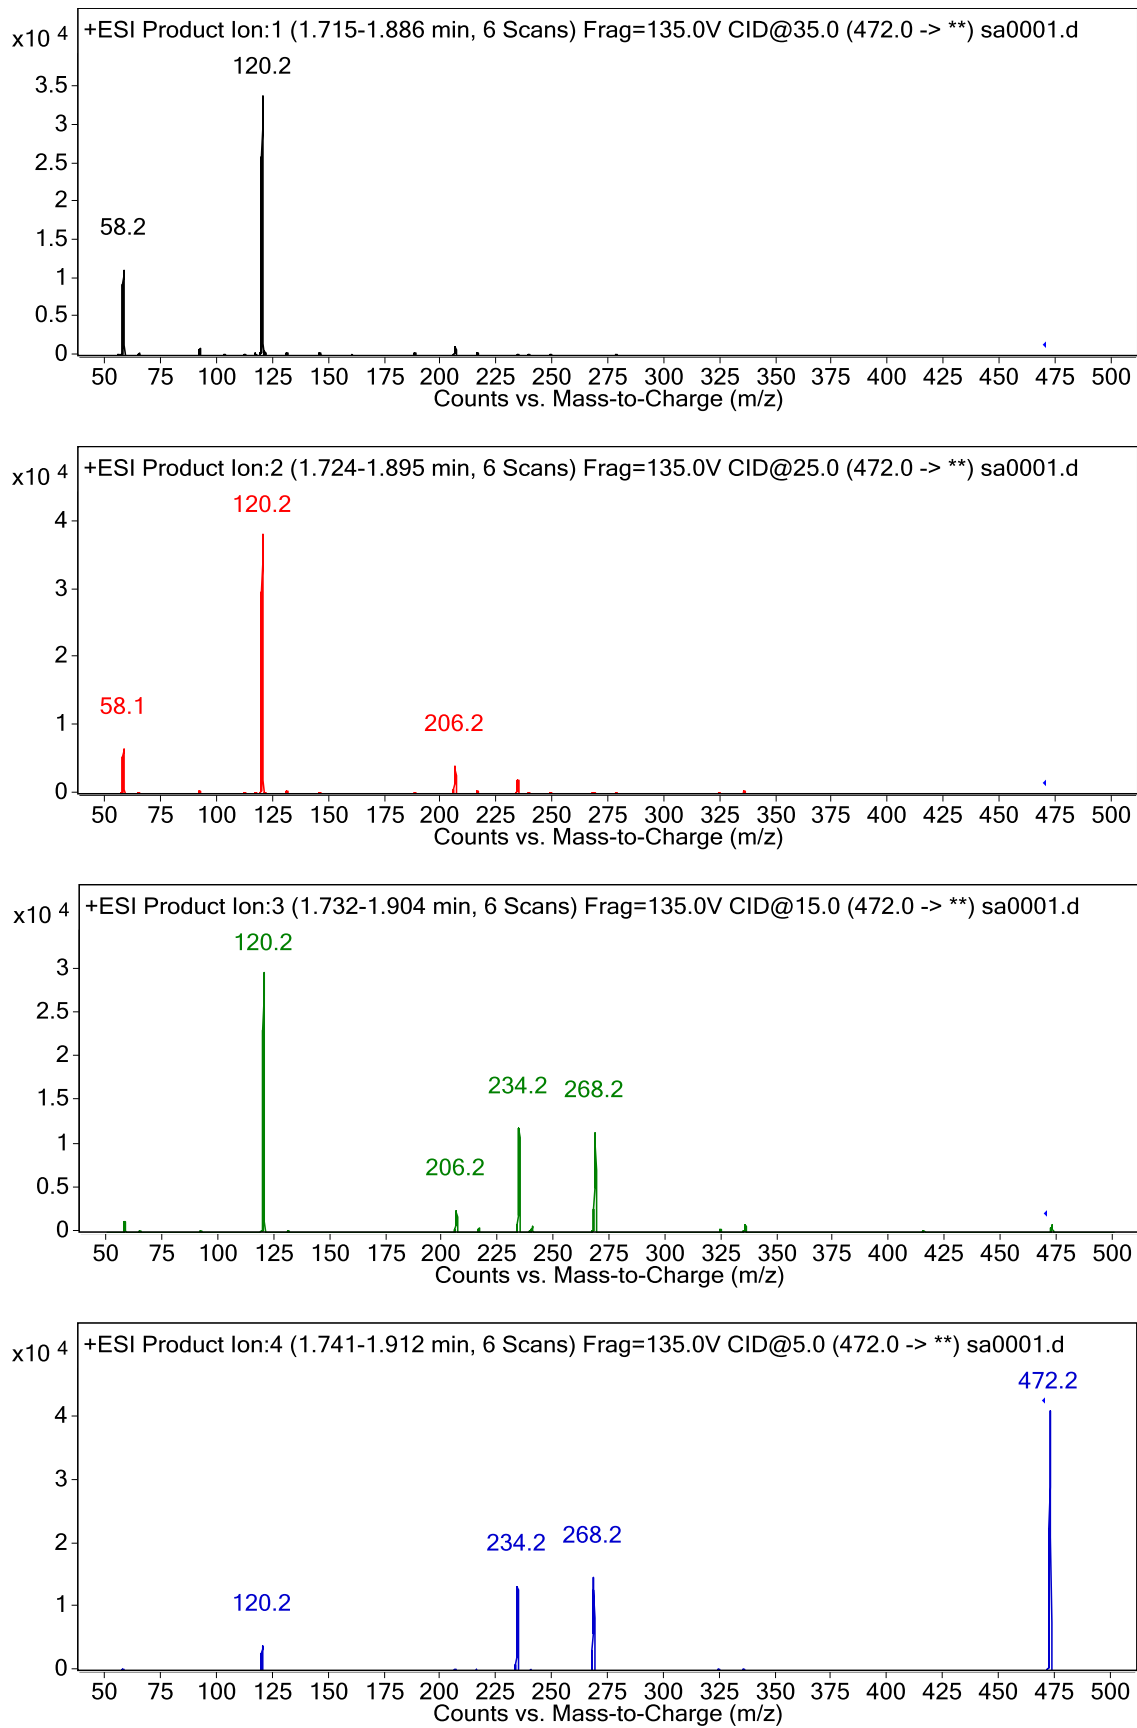 x10 4
+ESI Product Ion:1 (1.715-1.886 min, 6 Scans) Frag=135.0V CID@35.0 (472.0 -> **) sa0001.d
120.2
3.5
3
2.5
2
58.2
1.5
1
0.5
0
50 75 100 125 150 175 200 225 250 275 300 325 350 375 400 425 450 475 500
Counts vs. Mass-to-Charge (m/z)
x10 4
+ESI Product Ion:2 (1.724-1.895 min, 6 Scans) Frag=135.0V CID@25.0 (472.0 -> **) sa0001.d
120.2
4
3
2
58.1
206.2
1
0
50 75 100 125 150 175 200 225 250 275 300 325 350 375 400 425 450 475 500
Counts vs. Mass-to-Charge (m/z)
x10 4
+ESI Product Ion:3 (1.732-1.904 min, 6 Scans) Frag=135.0V CID@15.0 (472.0 -> **) sa0001.d
120.2
3
2.5
2
234.2 268.2
1.5
1
206.2
0.5
0
50 75 100 125 150 175 200 225 250 275 300 325 350 375 400 425 450 475 500
Counts vs. Mass-to-Charge (m/z)
x10 4
+ESI Product Ion:4 (1.741-1.912 min, 6 Scans) Frag=135.0V CID@5.0 (472.0 -> **) sa0001.d
472.2
4
3
2
234.2 268.2
1
120.2
0
50 75 100 125 150 175 200 225 250 275 300 325 350 375 400 425 450 475 500
Counts vs. Mass-to-Charge (m/z)